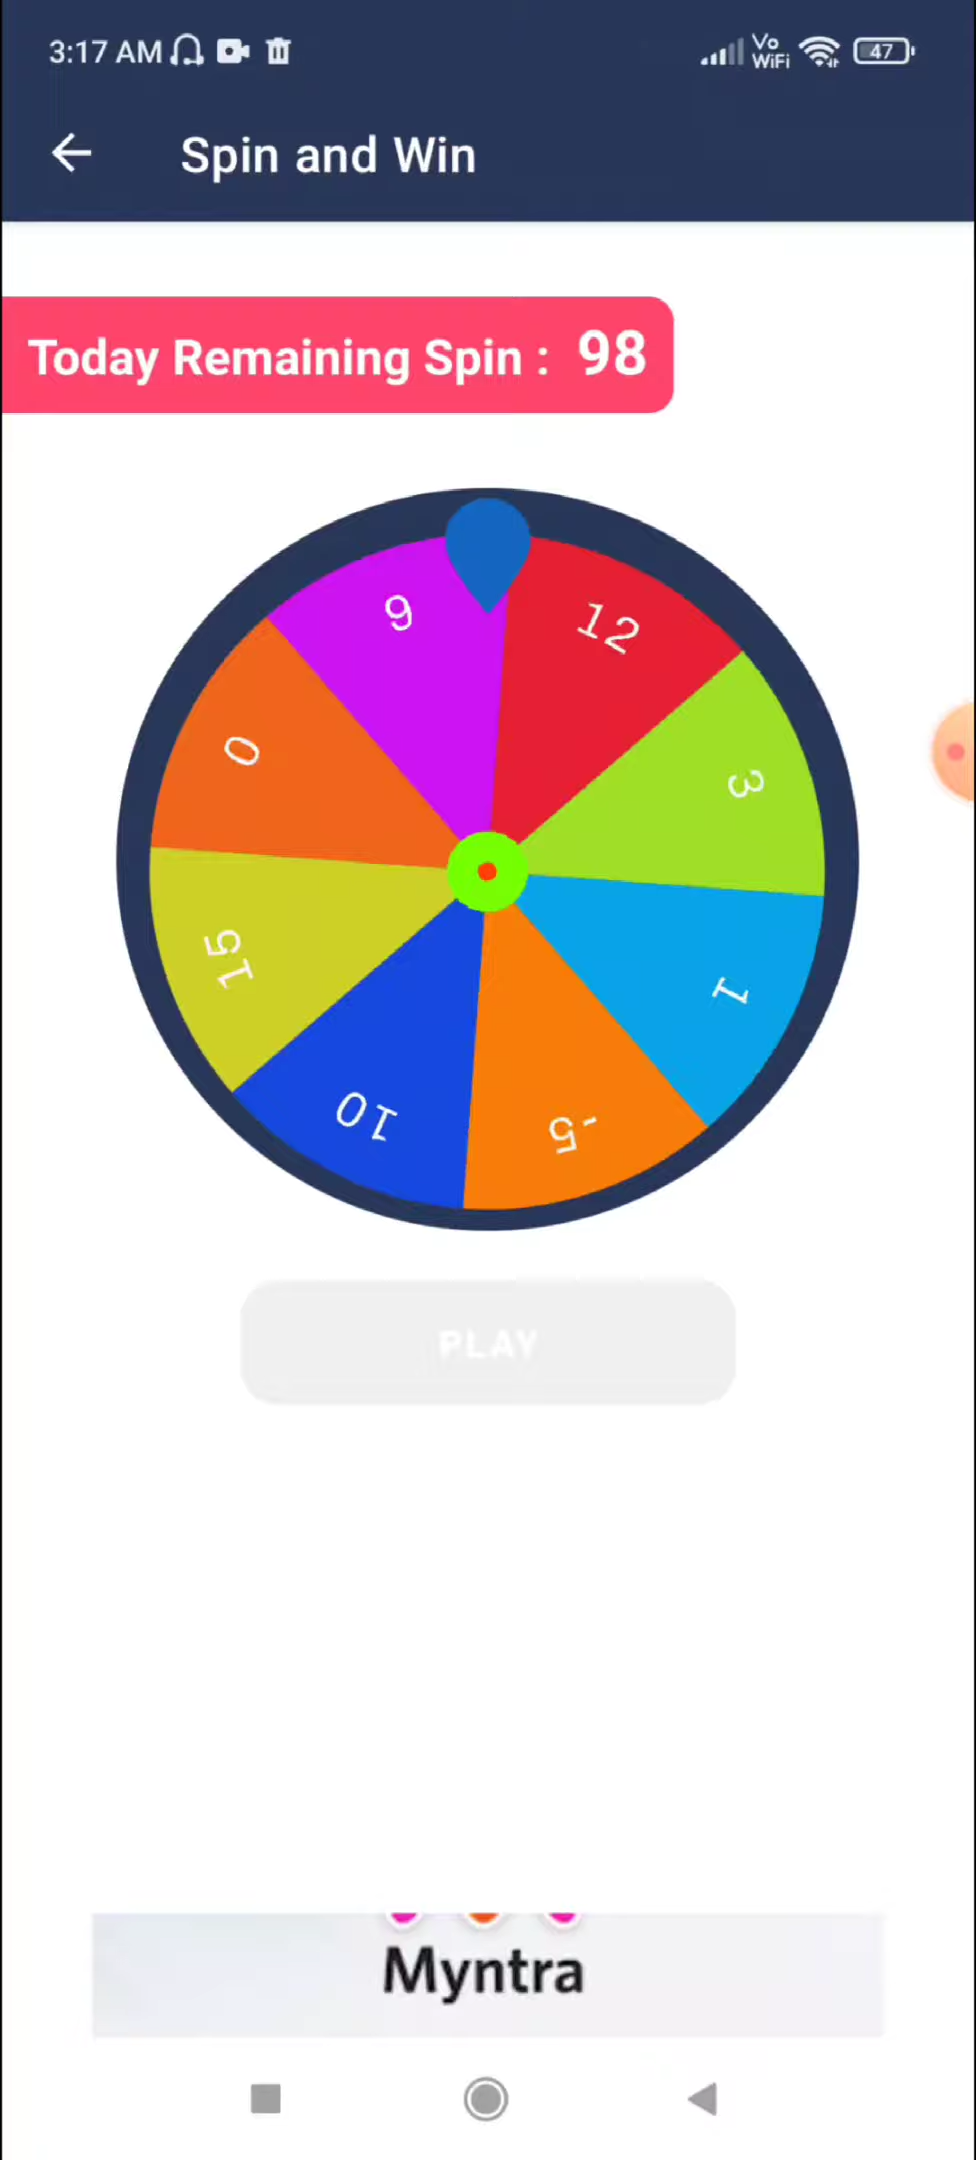 3:17 AM
Vo
WiFi
47
Spin and Win
Today Remaining Spin : 98
9
12
0
3
15
1
10
-5
PLAY
Myntra